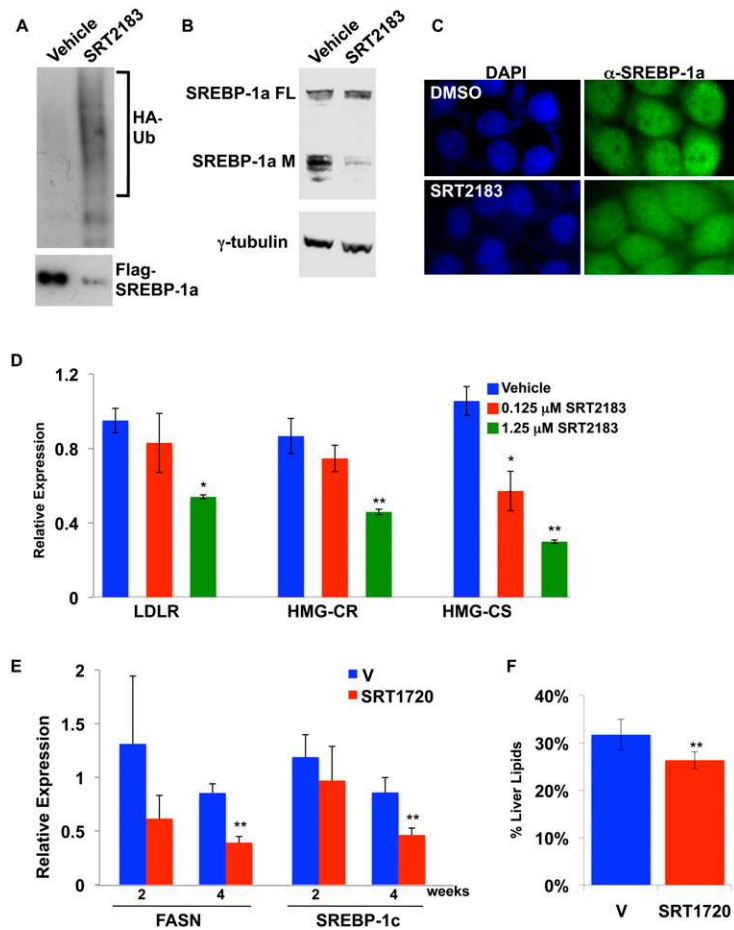 A
Vehicle
SRT2183
HA-
Ub
Flag-
SREBP-1a
B
Vehicle
SRT2183
SREBP-1a FL
SREBP-1a M
γ-tubulin
C
DAPI
α-SREBP-1a
DMSO
SRT2183
D
Relative Expression
1.2
0.8
0.4
0
Vehicle
0.125 μM SRT2183
1.25 μM SRT2183
*
**
*
**
LDLR
HMG-CR
HMG-CS
E
Relative Expression
2
1.5
1
0.5
0
V
SRT1720
**
**
2
4
2
4
weeks
FASN
SREBP-1c
F
% Liver Lipids
40%
30%
20%
10%
0%
**
V
SRT1720